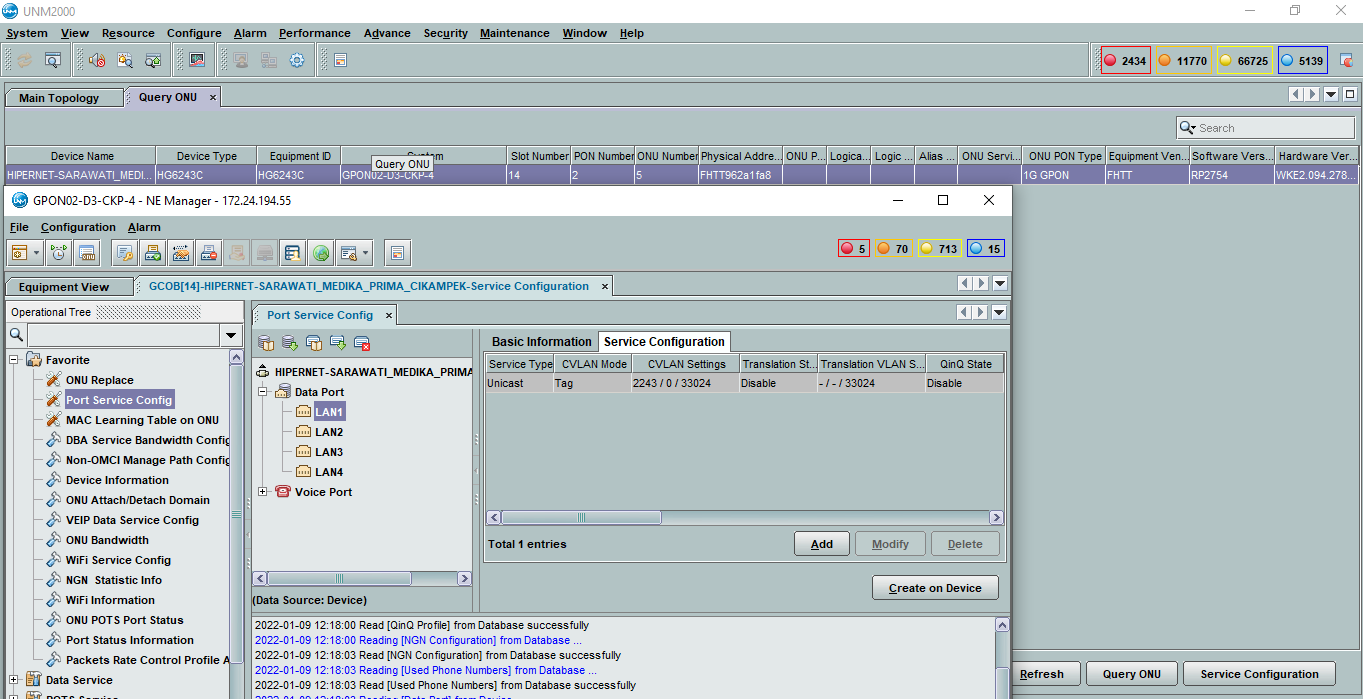 UNM2000
System View Resource Configure Alarm Performance Advance Security Maintenance Window Help
2434 11770 66725 5139
Main Topology Query ONU
Search
Device Name Device Type Equipment ID Slot Number PON Number ONU Number Physical Addre... ONU P... Logica... Logic ... Alias ... ONU Servi... ONU PON Type Equipment Ven... Software Vers... Hardware Ver...
Query ONU
HIPERNET-SARAWATI_MEDI... HG6243C HG6243C GPON02-D3-CKP-4 14 2 5 FHTT962a1fa8 1G GPON FHTT RP2754 WKE2.094.278...
GPON02-D3-CKP-4 - NE Manager - 172.24.194.55
File Configuration Alarm
5 70 713 15
Equipment View GCOB[14]-HIPERNET-SARAWATI_MEDIKA_PRIMA_CIKAMPEK-Service Configuration
Operational Tree
Favorite
ONU Replace
Port Service Config
MAC Learning Table on ONU
DBA Service Bandwidth Config
Non-OMCI Manage Path Config
Device Information
ONU Attach/Detach Domain
VEIP Data Service Config
ONU Bandwidth
WiFi Service Config
NGN Statistic Info
WiFi Information
ONU POTS Port Status
Port Status Information
Packets Rate Control Profile A
Data Service
Port Service Config
HIPERNET-SARAWATI_MEDIKA_PRIMA
Data Port
LAN1
LAN2
LAN3
LAN4
Voice Port
(Data Source: Device)
Basic Information Service Configuration
Service Type CVLAN Mode CVLAN Settings Translation St... Translation VLAN S... QinQ State
Unicast Tag 2243 / 0 / 33024 Disable - / - / 33024 Disable
Total 1 entries
Add Modify Delete
Create on Device
2022-01-09 12:18:00 Read [QinQ Profile] from Database successfully
2022-01-09 12:18:00 Reading [NGN Configuration] from Database ...
2022-01-09 12:18:03 Read [NGN Configuration] from Database successfully
2022-01-09 12:18:03 Reading [Used Phone Numbers] from Database ...
2022-01-09 12:18:03 Read [Used Phone Numbers] from Database successfully
2022-01-09 12:18:03 Reading [Data Port] from Device ...
Refresh Query ONU Service Configuration